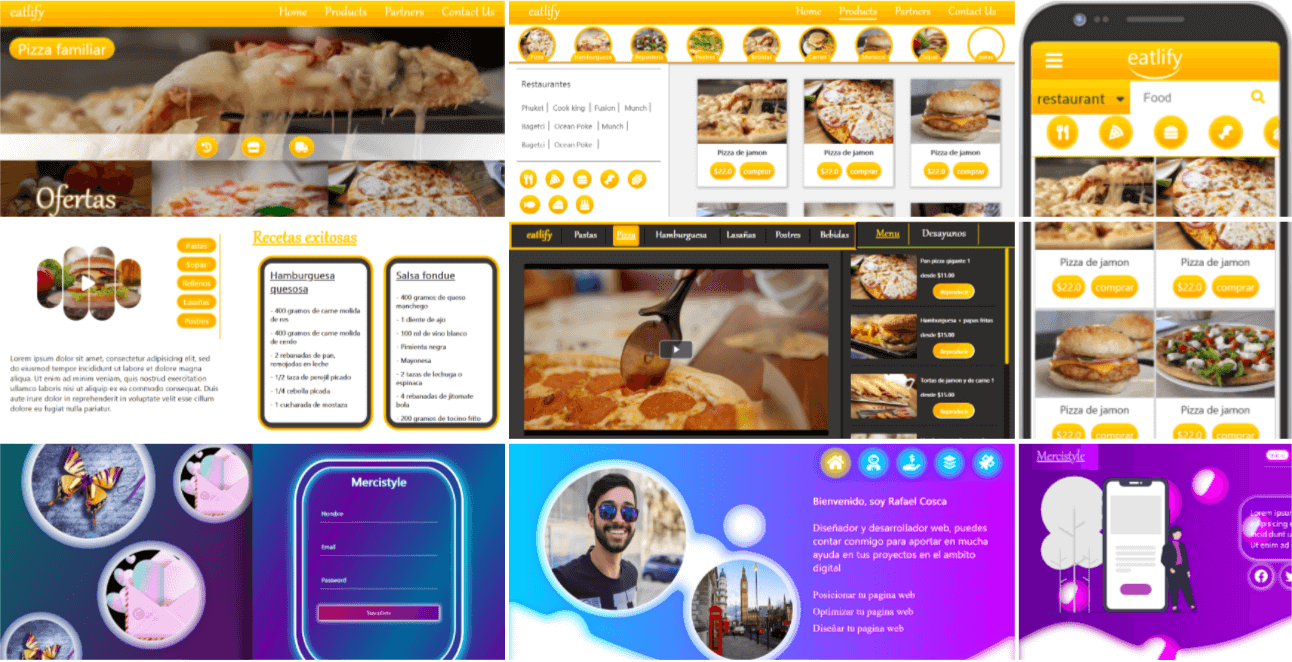 eatlify
Home Products Partners Contact Us
Pizza familiar
Ofertas
eatlify
Home Products Partners Contact Us
Pizza
Hamburguesa
Reposteria
Postres
Bebidas
Carnes
Mariscos
Sopas
Restaurantes
Phuket | Cook king | Fusion | Munch |
Bagetci | Ocean Poke | Munch |
Bagetci | Ocean Poke |
Pizza de jamon
$22.0 comprar
Pizza de jamon
$22.0 comprar
Pizza de jamon
$22.0 comprar
eatlify
restaurant Food
Pastas
Sopas
Rellenos
Lasañas
Postres
Lorem ipsum dolor sit amet, consectetur adipisicing elit, sed
do eiusmod tempor incididunt ut labore et dolore magna
aliqua. Ut enim ad minim veniam, quis nostrud exercitation
ullamco laboris nisi ut aliquip ex ea commodo consequat. Duis
aute irure dolor in reprehenderit in voluptate velit esse cillum
dolore eu fugiat nulla pariatur.
Recetas exitosas
Hamburguesa
quesosa
- 400 gramos de carne molida
de res
- 400 gramos de carne molida
de cerdo
- 2 rebanadas de pan,
remojadas en leche
- 1/2 taza de perejil picado
- 1/4 cebolla picada
- 1 cucharada de mostaza
Salsa fondue
- 400 gramos de queso
manchego
- 1 diente de ajo
- 100 ml de vino blanco
- Pimienta negra
- Mayonesa
- 2 tazas de lechuga o
espinaca
- 4 rebanadas de jitomate
bola
- 200 gramos de tocino frito
eatlify Pastas Pizza Hamburguesa Lasañas Postres Bebidas
Menu Desayunos
Pan pizza gigante 1
desde $11.00
Reproducir
Hamburguesa + papas fritas
desde $15.00
Reproducir
Tortas de jamon y de carne 1
desde $15.00
Reproducir
Pizza de jamon
$22.0 comprar
Pizza de jamon
$22.0 comprar
Pizza de jamon
$22.0 comprar
Pizza de jamon
$22.0 comprar
Mercistyle
Nombre
Email
Password
Suscribete
Bienvenido, soy Rafael Cosca
Diseñador y desarrollador web, puedes
contar conmigo para aportar en mucha
ayuda en tus proyectos en el ambito
digital
Posicionar tu pagina web
Optimizar tu pagina web
Diseñar tu pagina web
Mercistyle
Lorem ipsum
adipiscing
Ut enim ad